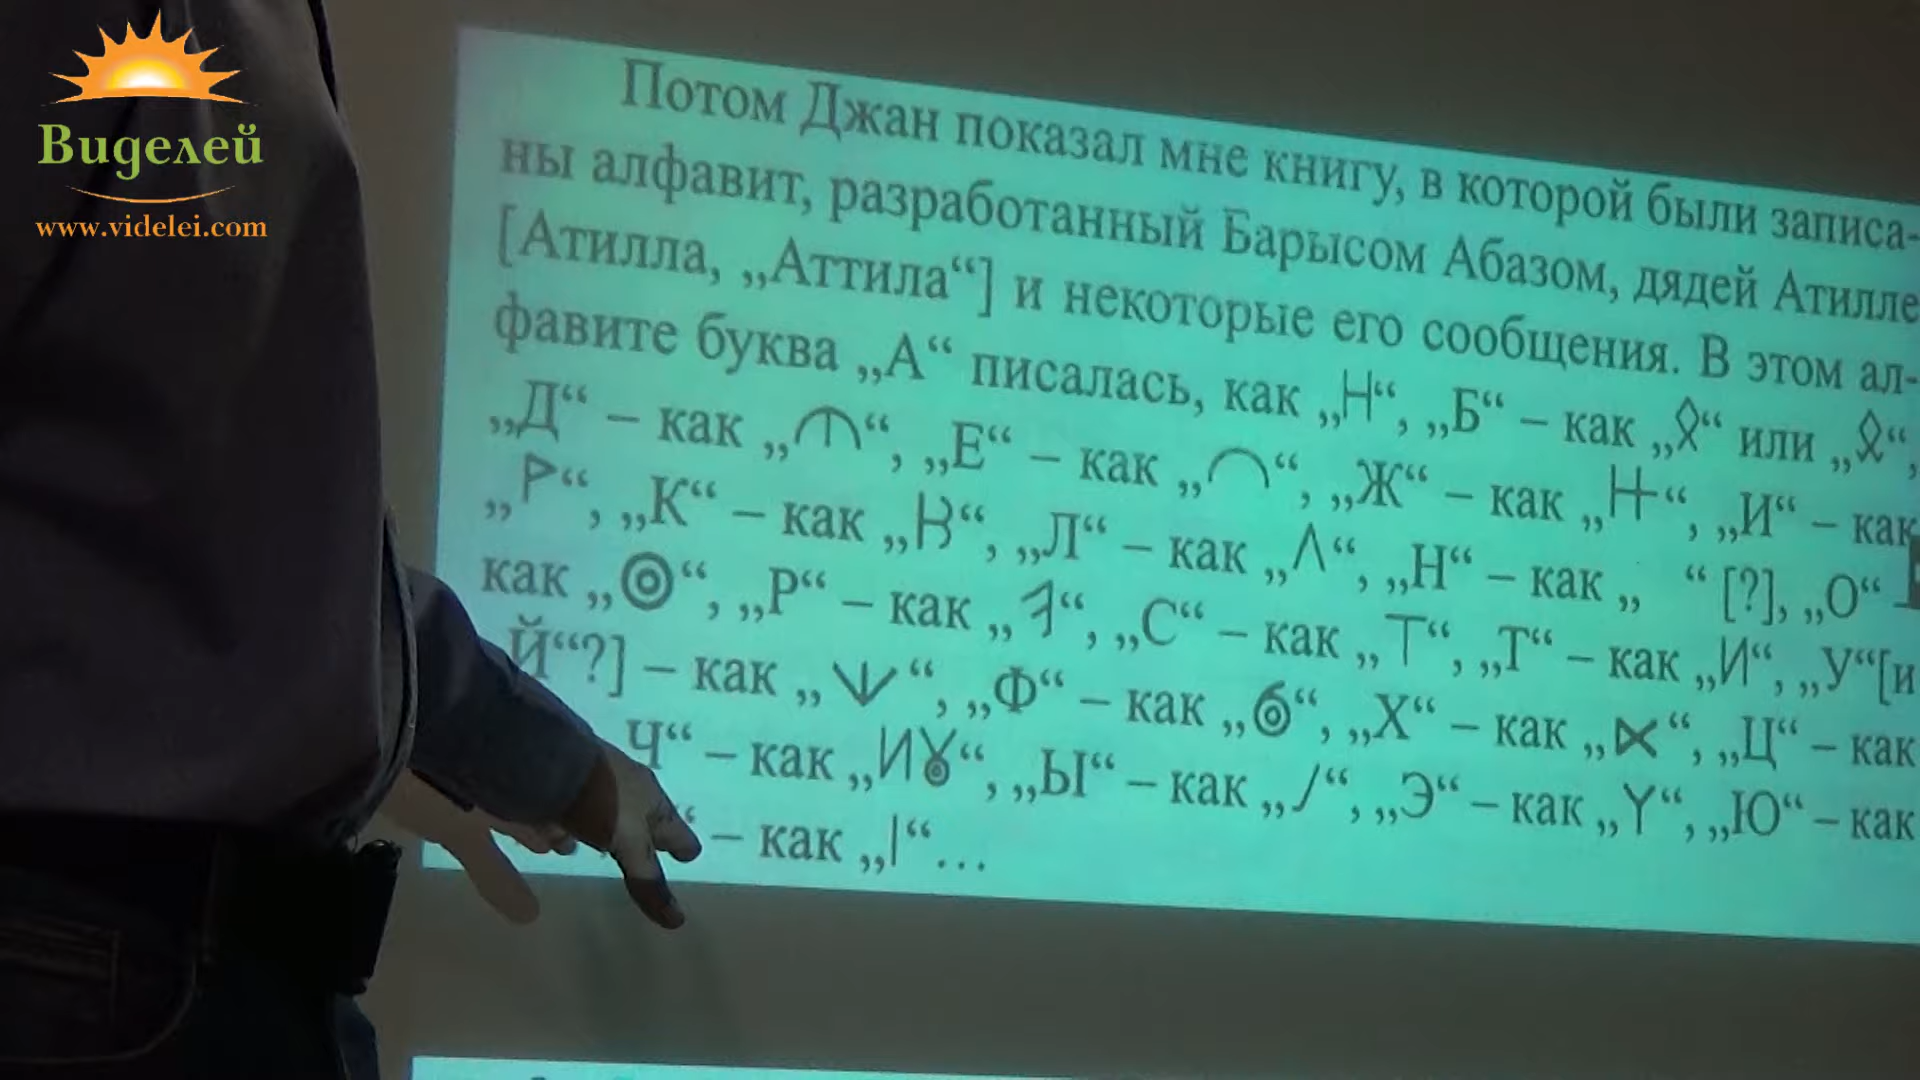 Виделей
www.videlei.com
Потом Джан показал мне книгу, в которой были записа-
ны алфавит, разработанный Барысом Абазом, дядей Атилле
[Атилла, „Аттила“] и некоторые его сообщения. В этом ал-
фавите буква „А“ писалась, как „“, „Б“ – как „“ или „“,
„Д“ – как „“, „Е“ – как „“, „Ж“ – как „“, „И“ – как
„“, „К“ – как „“, „Л“ – как „Λ“, „Н“ – как „ “ [?], „О“ –
как „“, „Р“ – как „“, „С“ – как „Т“, „Т“ – как „И“, „У“[и
Й“?] – как „“, „Ф“ – как „“, „Х“ – как „“, „Ц“ – как
Ч“ – как „“, „Ы“ – как „/“, „Э“ – как „Y“, „Ю“ – как
“ – как „|“...